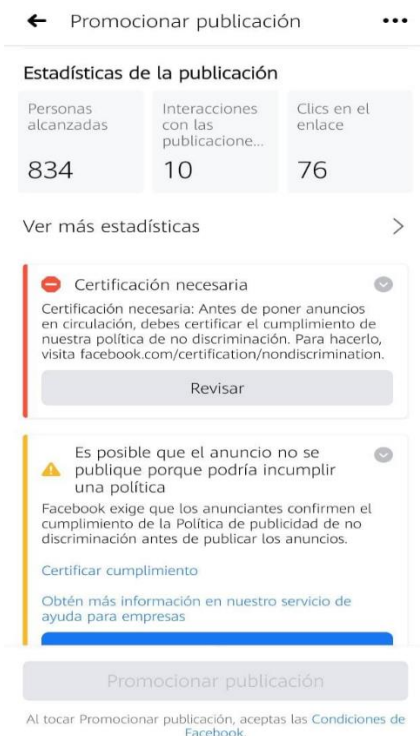 Promocionar publicación
Estadísticas de la publicación
Personas
alcanzadas
834
Interacciones
con las
publicacione...
10
Clics en el
enlace
76
Ver más estadísticas
Certificación necesaria
Certificación necesaria: Antes de poner anuncios
en circulación, debes certificar el cumplimiento de
nuestra política de no discriminación. Para hacerlo,
visita facebook.com/certification/nondiscrimination.
Revisar
Es posible que el anuncio no se
publique porque podría incumplir
una política
Facebook exige que los anunciantes confirmen el
cumplimiento de la Política de publicidad de no
discriminación antes de publicar los anuncios.
Certificar cumplimiento
Obtén más información en nuestro servicio de
ayuda para empresas
Promocionar publicación
Al tocar Promocionar publicación, aceptas las Condiciones de
Facebook.